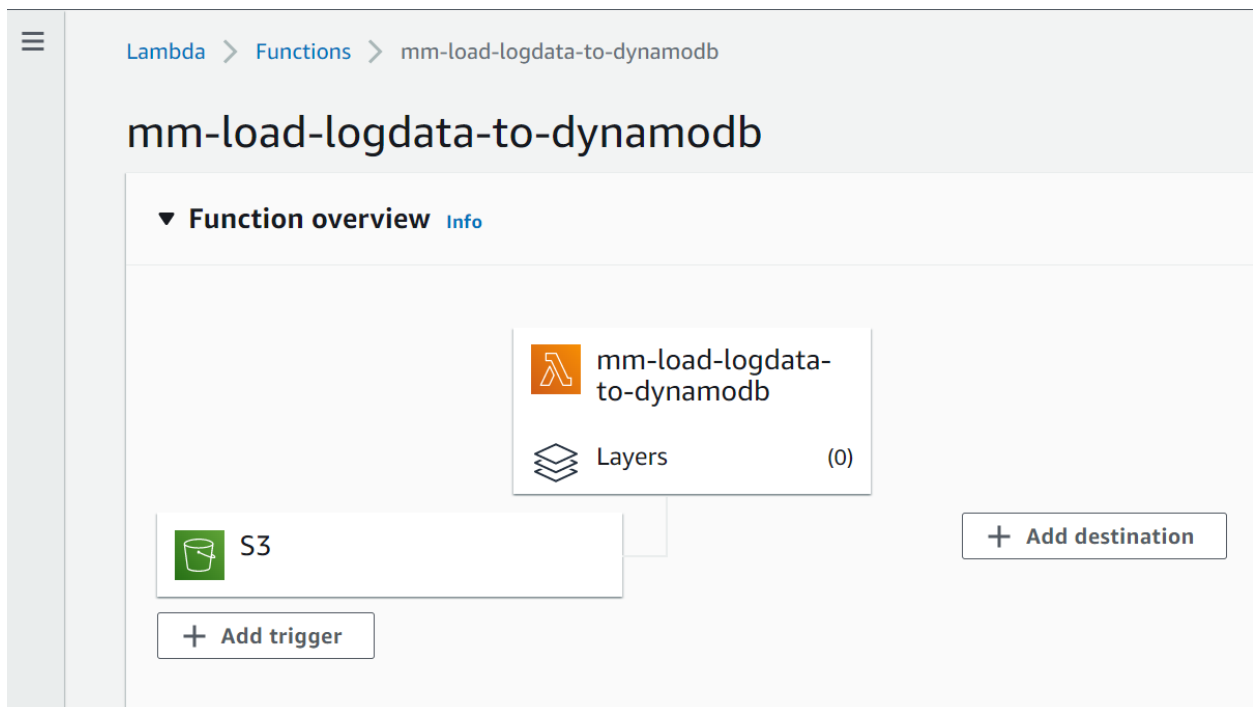 Lambda > Functions > mm-load-logdata-to-dynamodb
mm-load-logdata-to-dynamodb
Function overview Info
mm-load-logdata-
to-dynamodb
Layers (0)
S3
+ Add destination
+ Add trigger